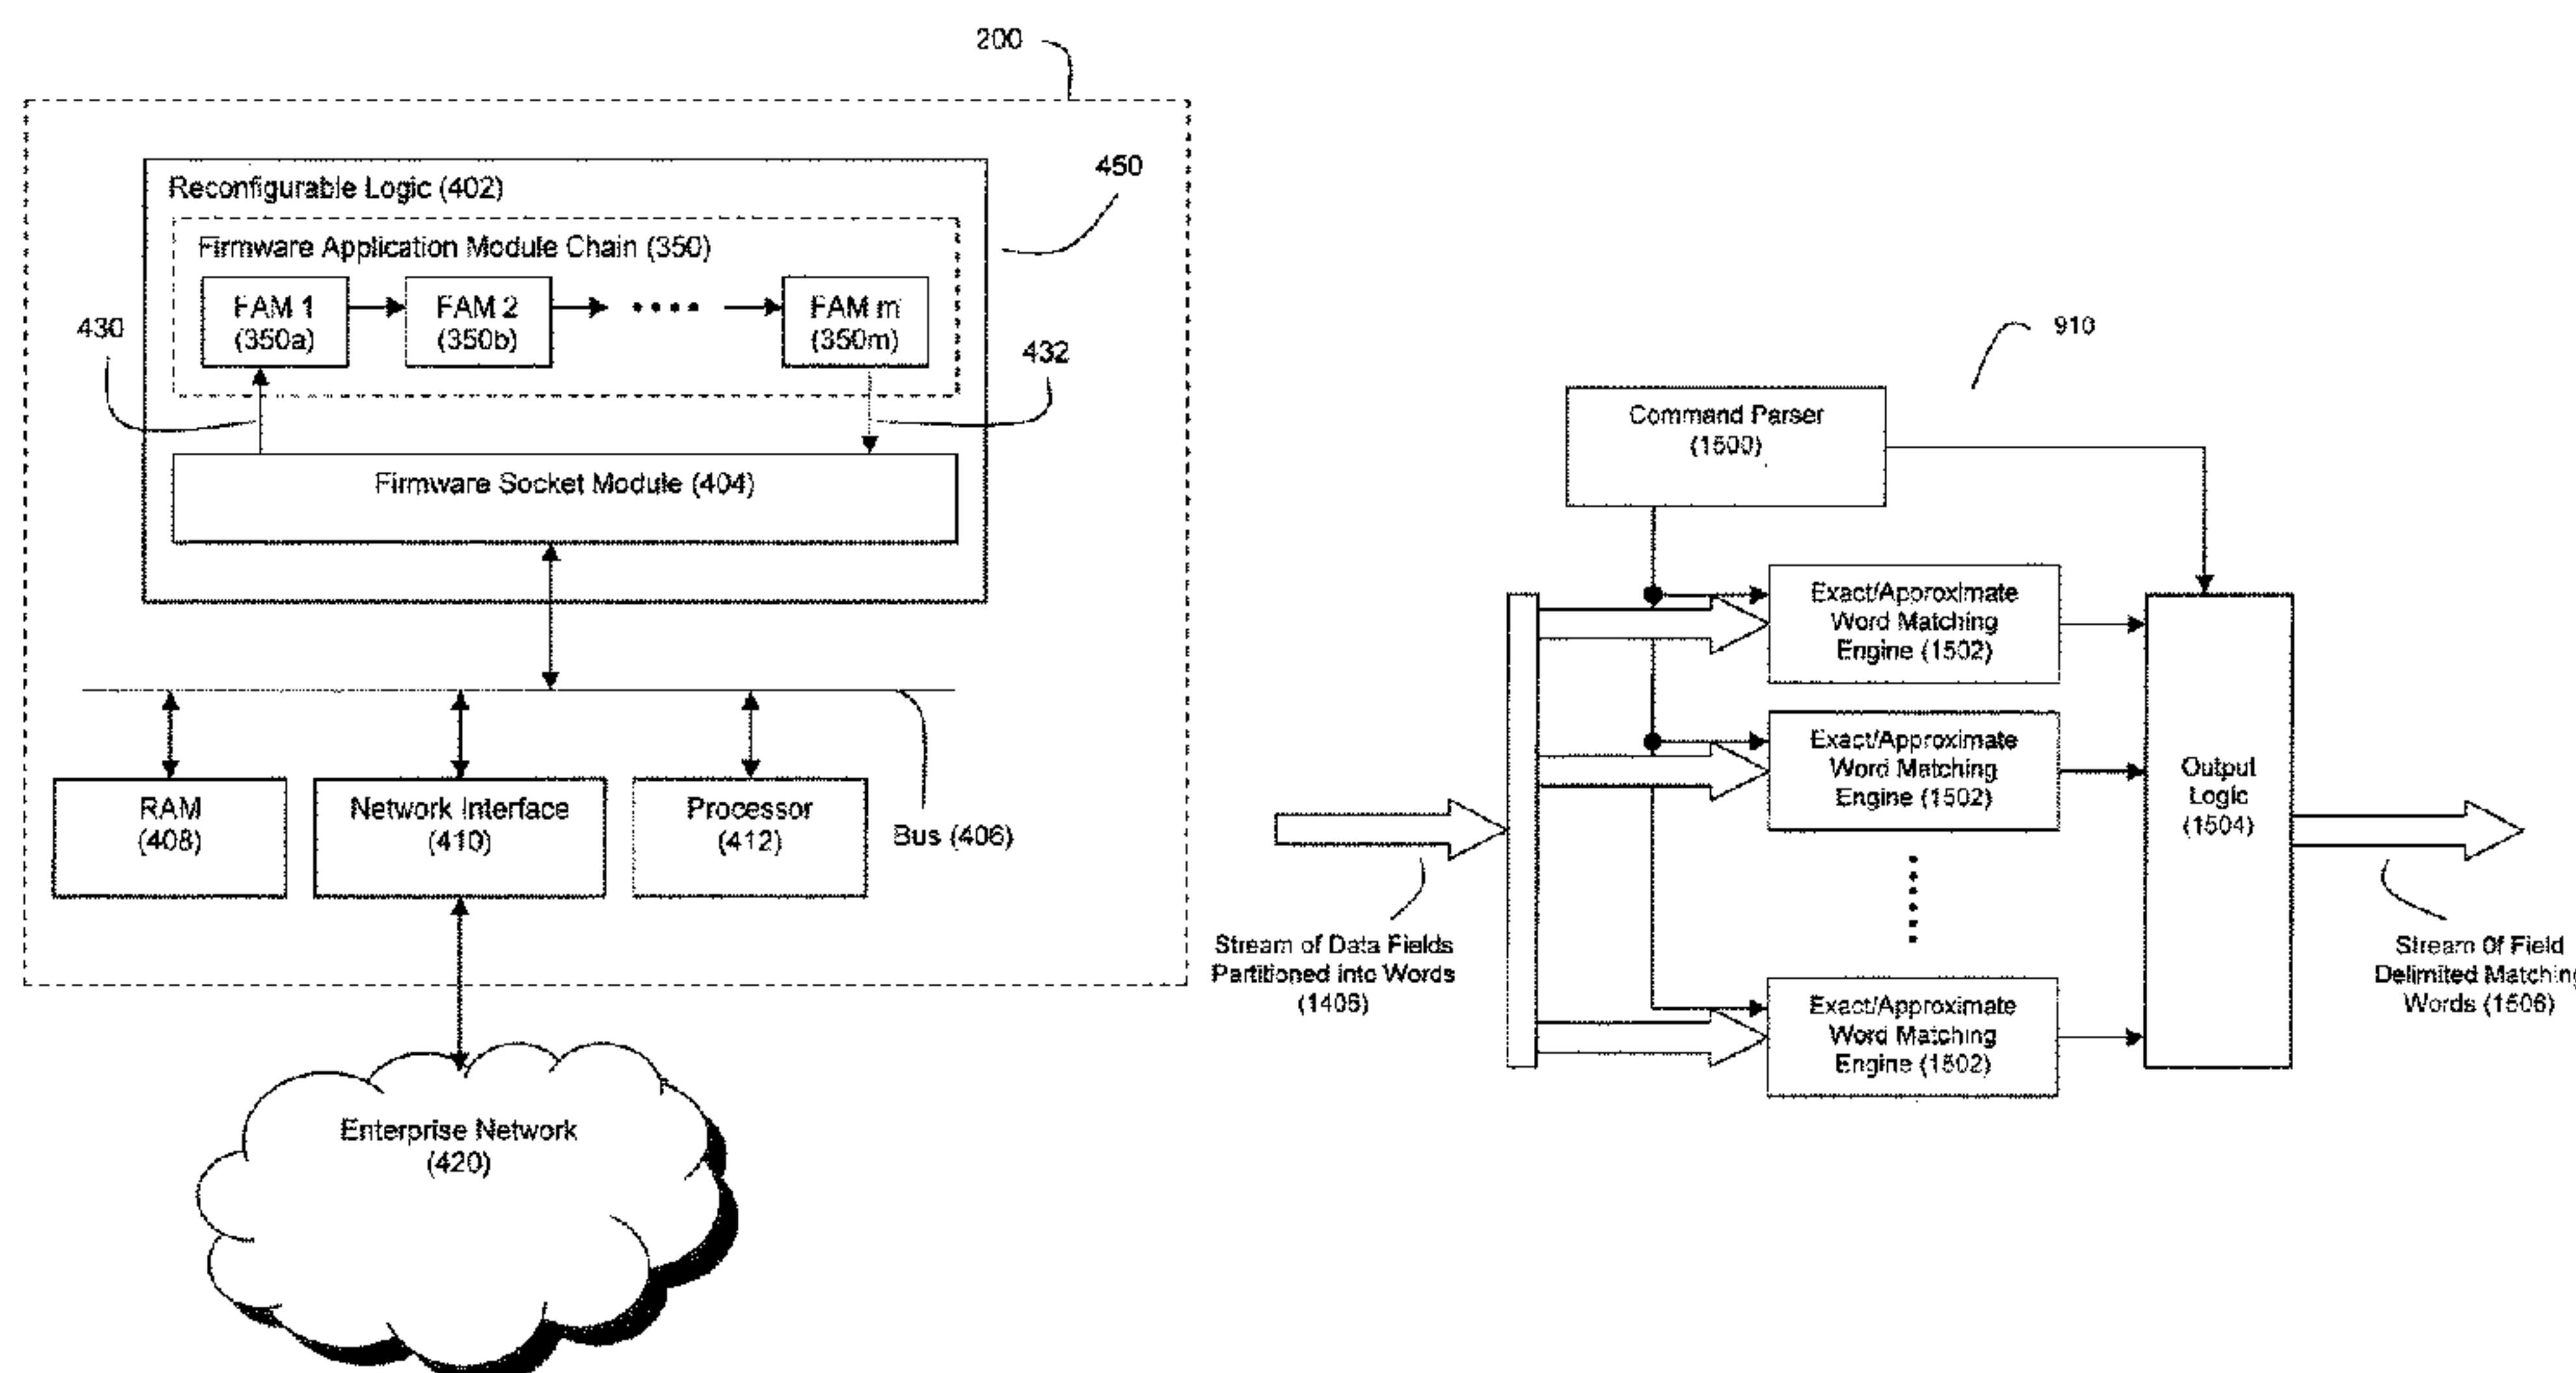 200
450
Reconfigurable Logic (402)
Firmware Application Module Chain (350)
FAM 1
(350a)
FAM 2
(350b)
FAM m
(350m)
430
432
Firmware Socket Module (404)
RAM
(408)
Network Interface
(410)
Processor
(412)
Bus (406)
Enterprise Network
(420)
910
Command Parser
(1500)
Exact/Approximate
Word Matching
Engine (1502)
Exact/Approximate
Word Matching
Engine (1502)
Exact/Approximate
Word Matching
Engine (1502)
Output
Logic
(1504)
Stream of Data Fields
Partitioned into Words
(1406)
Stream Of Field
Delimited Matching
Words (1506)